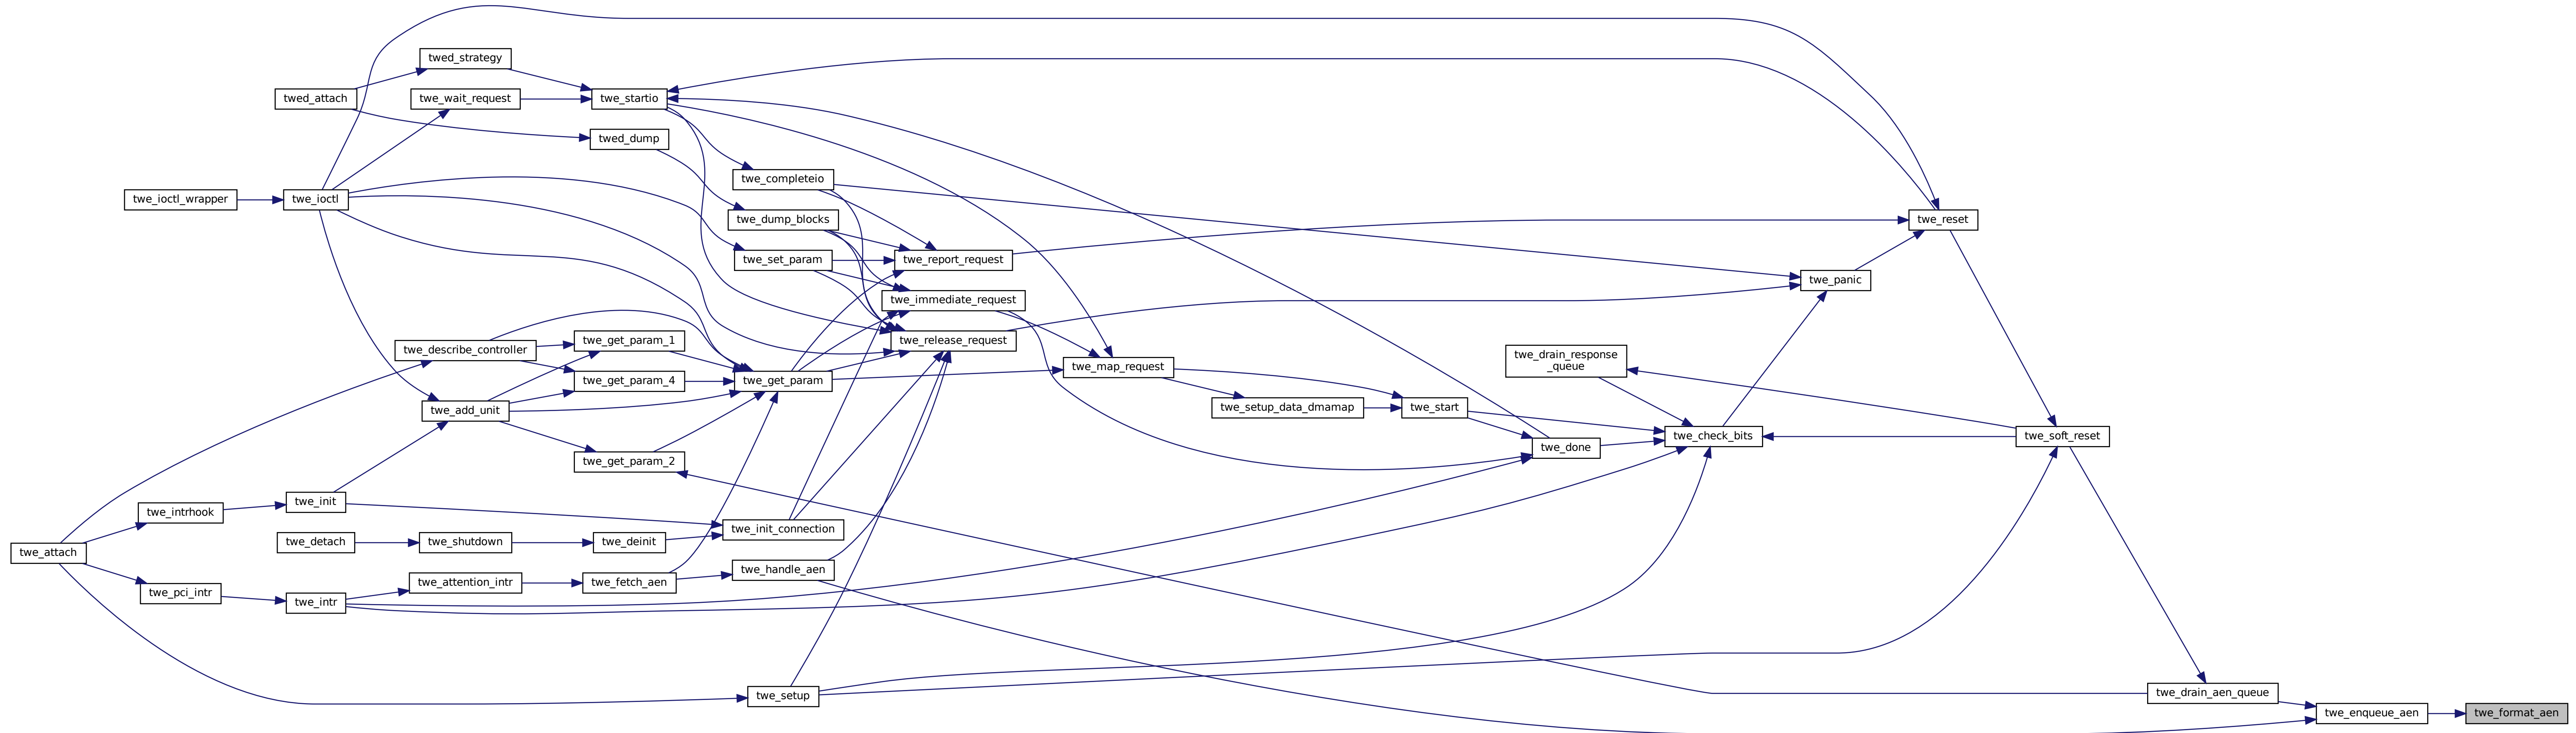 twed_strategy
twed_attach
twe_wait_request
twe_startio
twed_dump
twe_completeio
twe_ioctl_wrapper
twe_ioctl
twe_dump_blocks
twe_reset
twe_set_param
twe_report_request
twe_panic
twe_immediate_request
twe_get_param_1
twe_release_request
twe_describe_controller
twe_drain_response
_queue
twe_map_request
twe_get_param_4
twe_get_param
twe_add_unit
twe_setup_data_dmamap
twe_start
twe_check_bits
twe_soft_reset
twe_done
twe_get_param_2
twe_init
twe_intrhook
twe_init_connection
twe_detach
twe_shutdown
twe_deinit
twe_attach
twe_handle_aen
twe_attention_intr
twe_fetch_aen
twe_pci_intr
twe_intr
twe_setup
twe_drain_aen_queue
twe_enqueue_aen
twe_format_aen